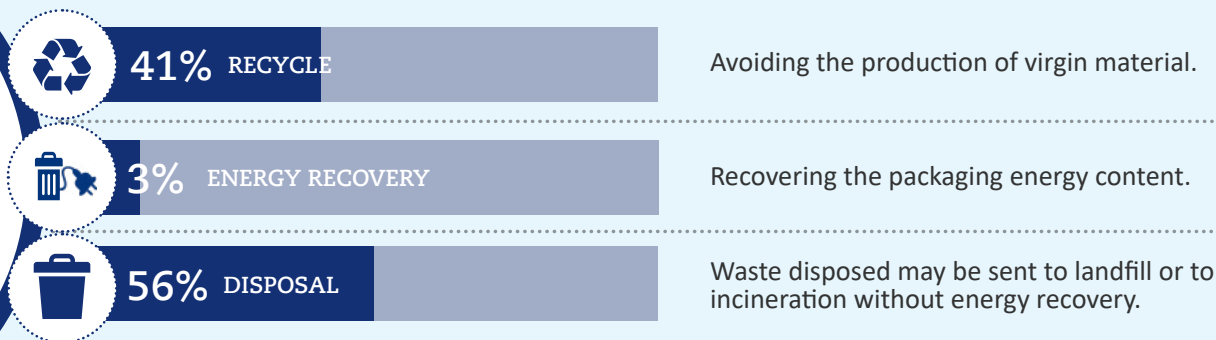 41% RECYCLE
Avoiding the production of virgin material.
3% ENERGY RECOVERY
Recovering the packaging energy content.
56% DISPOSAL
Waste disposed may be sent to landfill or to
incineration without energy recovery.